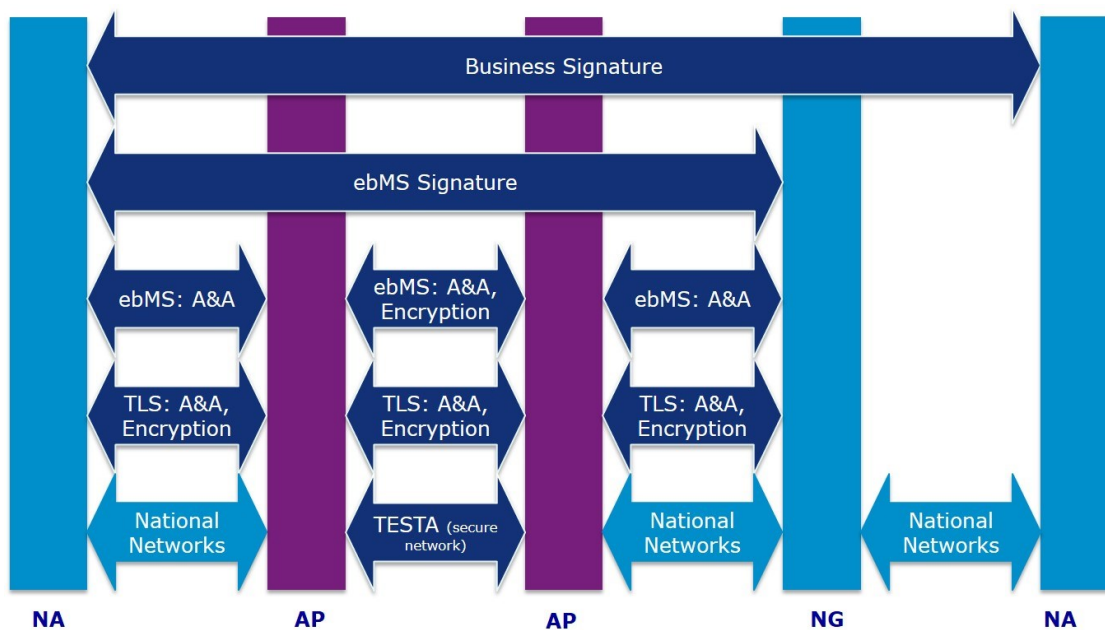 Business Signature
ebMS Signature
ebMS: A&A
ebMS: A&A,
Encryption
ebMS: A&A
TLS: A&A,
Encryption
TLS: A&A,
Encryption
TLS: A&A,
Encryption
National
Networks
TESTA (secure
network)
National
Networks
National
Networks
NA
AP
AP
NG
NA